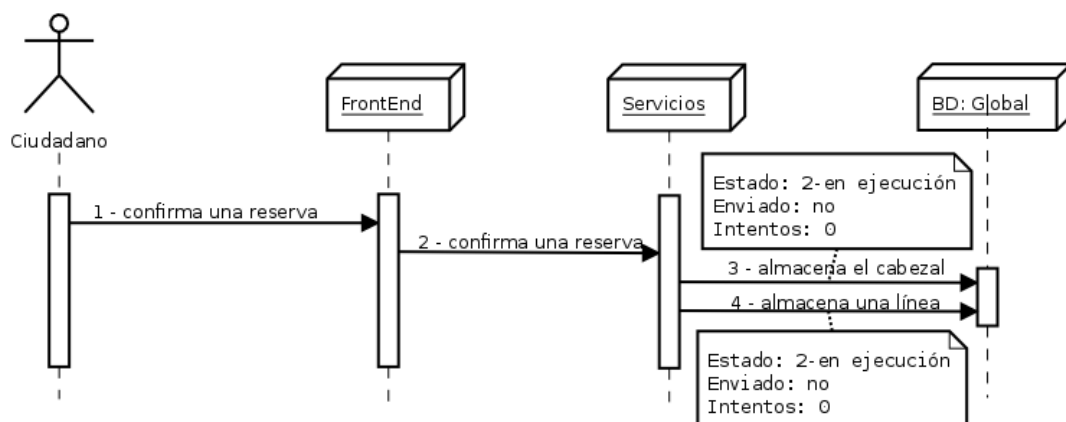 Ciudadano
FrontEnd
Servicios
BD: Global
1 - confirma una reserva
2 - confirma una reserva
Estado: 2-en ejecución
Enviado: no
Intentos: 0
3 - almacena el cabezal
4 - almacena una línea
Estado: 2-en ejecución
Enviado: no
Intentos: 0